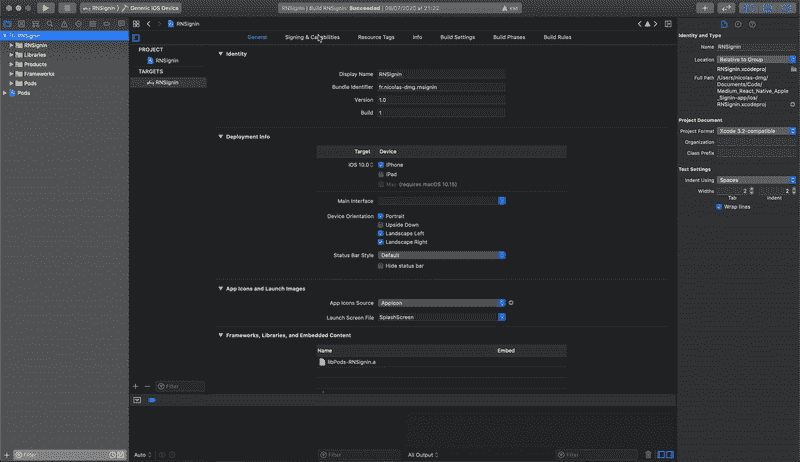 RNSignin
Generic iOS Device
RNSignin | Build RNSignin: Succeeded | 09/07/2020 at 21:22
RNSignin
RNSignin
RNSignin
Libraries
Products
Frameworks
Pods
Pods
General
Signing & Capabilities
Resource Tags
Info
Build Settings
Build Phases
Build Rules
PROJECT
RNSignin
TARGETS
RNSignin
Identity
Display Name RNSignin
Bundle Identifier fr.nicolas-dmg.msignin
Version 1.0
Build 1
Deployment Info
Target Device
iOS 10.0 iPhone
iPad
Mac (requires macOS 10.15)
Main Interface
Device Orientation Portrait
Upside Down
Landscape Left
Landscape Right
Status Bar Style Default
Hide status bar
App Icons and Launch Images
App Icons Source AppIcon
Launch Screen File SplashScreen
Frameworks, Libraries, and Embedded Content
Name Embed
libPods-RNSignin.a
Filter
Filter
Auto
Filter
All Output
Filter
Identity and Type
Name RNSignin
Location Relative to Group
RNSignin.xcodeproj
Full Path /Users/nicolas-dmg/
Documents/Code/
Medium_React_Native_Apple
_Signin-app/ios/
RNSignin.xcodeproj
Project Document
Project Format Xcode 3.2-compatible
Organization
Class Prefix
Text Settings
Indent Using Spaces
Widths 2 2
Tab Indent
Wrap lines